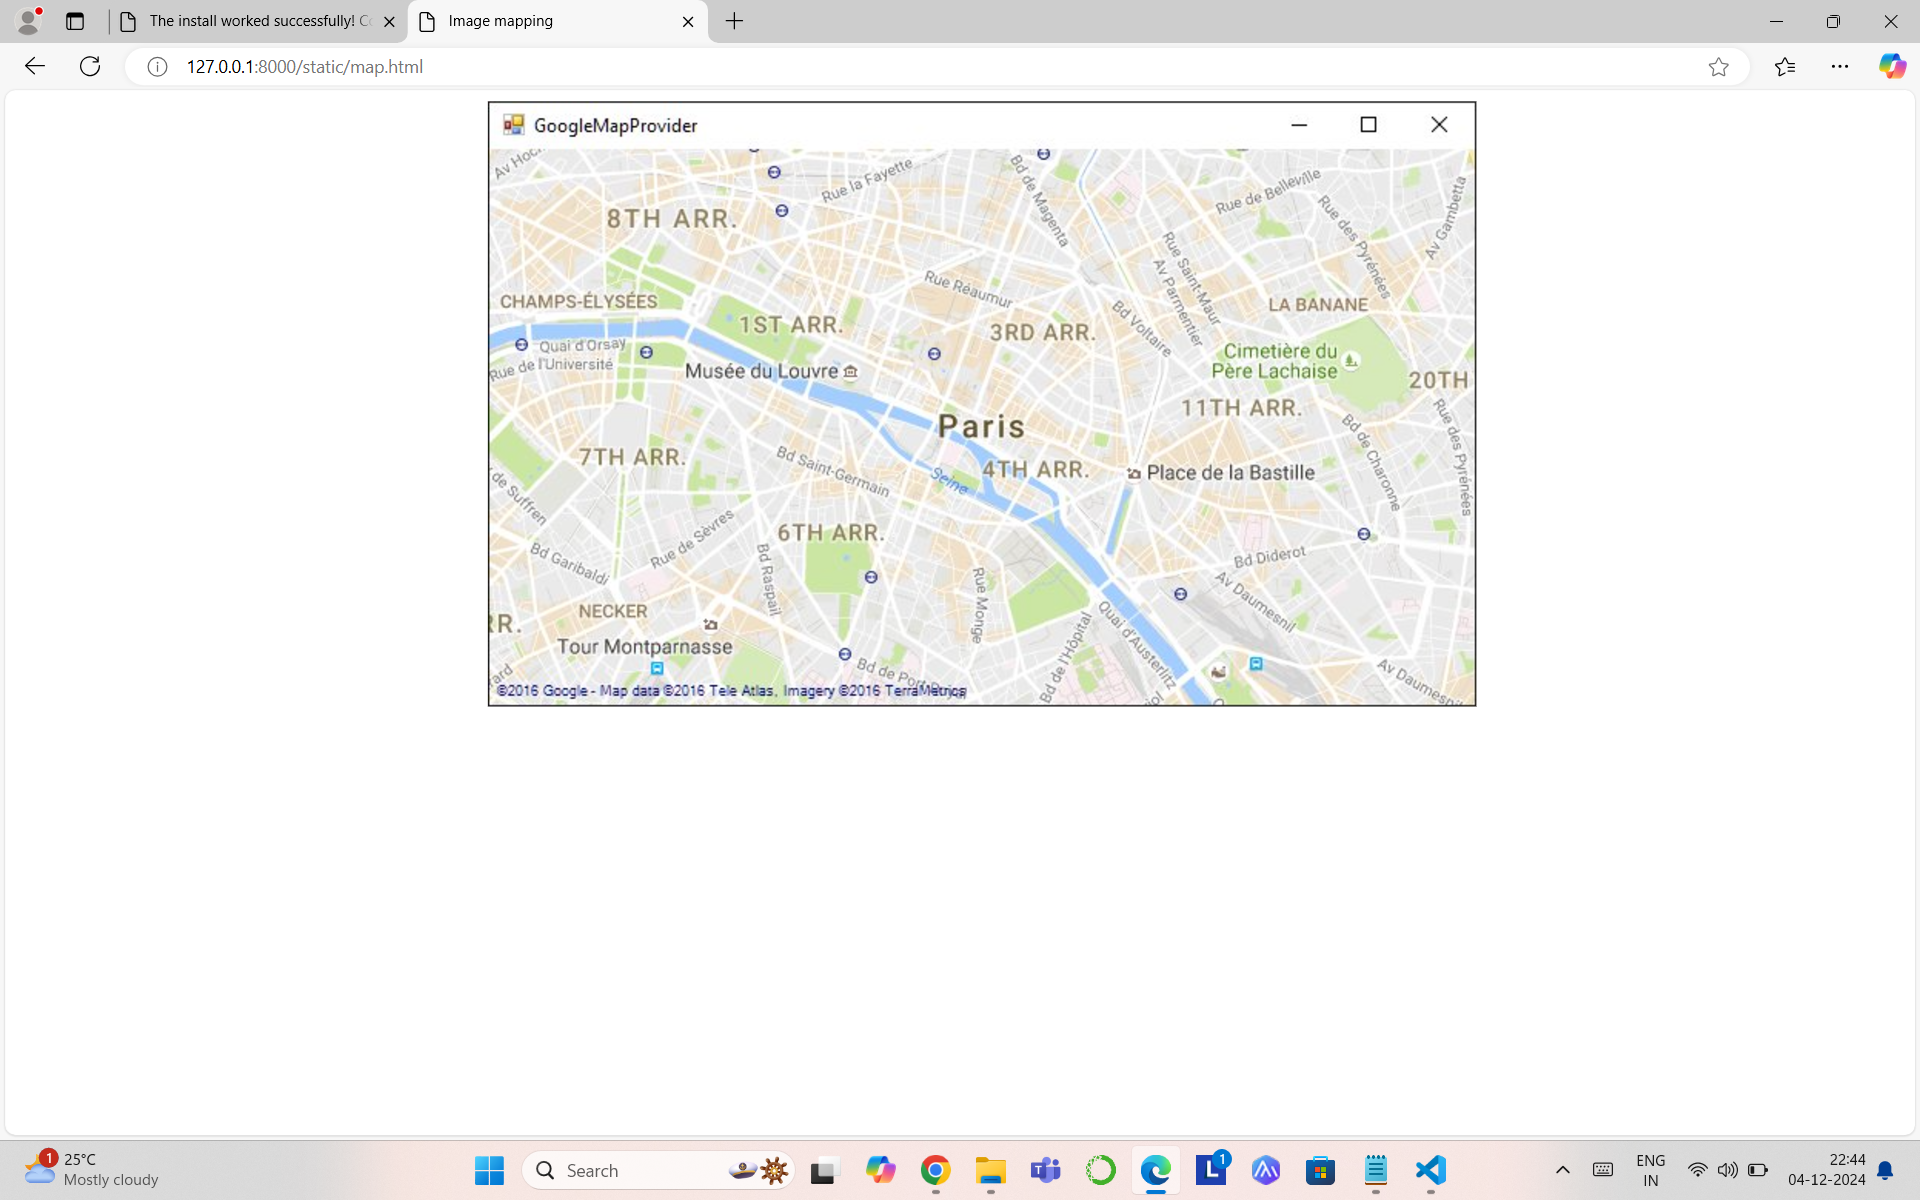 The install worked successfully! Co
Image mapping
127.0.0.1:8000/static/map.html
GoogleMapProvider
Av Hoch
Rue la Fayette
Bd de Magenta
Rue de Belleville
Rue des Pyrénées
Av Gambetta
8TH ARR.
Rue Saint-Maur
Av Parmentier
Rue Réaumur
CHAMPS-ÉLYSÉES
1ST ARR.
3RD ARR.
Bd Voltaire
LA BANANE
Quai d'Orsay
Rue de l'Université
Musée du Louvre
Cimetière du
Père Lachaise
20TH
11TH ARR.
Paris
Rue des Pyrénées
Bd de Charonne
7TH ARR.
Bd Saint-Germain
Seine
4TH ARR.
Place de la Bastille
de Suffren
Rue de Sèvres
6TH ARR.
Bd Garibaldi
Bd Raspail
Rue Monge
Bd Diderot
Av Daumesnil
NECKER
RR.
Tour Montparnasse
Quai d'Austerlitz
Bd de l'Hôpital
Av Daumesnil
ard
Bd de Port-Royal
©2016 Google - Map data ©2016 Tele Atlas, Imagery ©2016 TerraMetrics
1
25°C
Mostly cloudy
Search
L
1
ENG
IN
22:44
04-12-2024